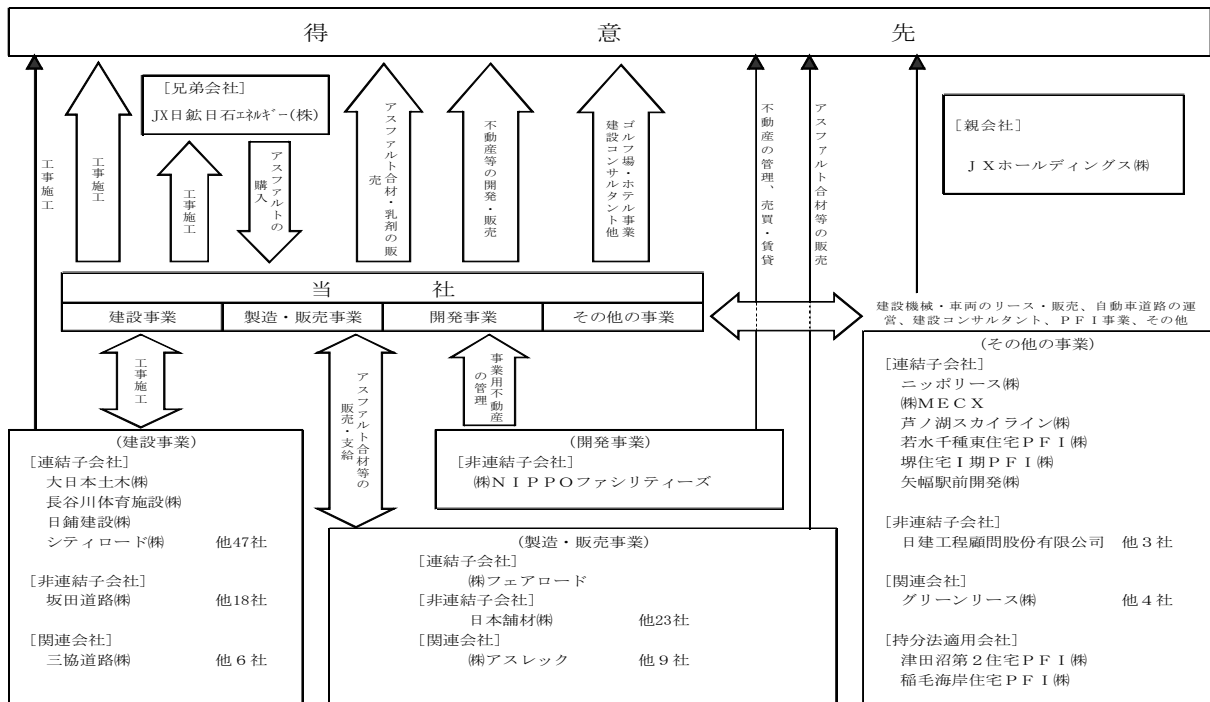 得意先
[兄弟会社]
JX日鉱日石エネルギー(株)
[親会社]
ＪＸホールディングス㈱
工事施工
工事施工
工事施工
アスファルトの
購入
アスファルト合材・乳剤の販
売
不動産等の開発・
販売
ゴルフ場・ホテル事業
建設コンサルタント他
不動産の管理、売買・賃貸
アスファルト合材等の販売
当社
建設事業
製造・販売事業
開発事業
その他の事業
建設機械・車両のリース・販売、自動車道路の運
営、建設コンサルタント、ＰＦＩ事業、その他
工事施工
アスファルト合材等の
販売・支給
事業用不動産
の管理
(建設事業)
[連結子会社]
大日本土木㈱
長谷川体育施設㈱
日鋪建設㈱
シティロード㈱ 他47社
[非連結子会社]
坂田道路㈱ 他18社
[関連会社]
三協道路㈱ 他６社
(開発事業)
[非連結子会社]
㈱ＮＩＰＰＯファシリティーズ
(製造・販売事業)
[連結子会社]
㈱フェアロード
[非連結子会社]
日本舗材㈱ 他23社
[関連会社]
㈱アスレック 他９社
(その他の事業)
[連結子会社]
ニッポリース㈱
㈱ＭＥＣＸ
芦ノ湖スカイライン㈱
若水千種東住宅ＰＦＩ㈱
堺住宅Ⅰ期ＰＦＩ㈱
矢幅駅前開発㈱
[非連結子会社]
日建工程顧問股份有限公司 他３社
[関連会社]
グリーンリース㈱ 他４社
[持分法適用会社]
津田沼第２住宅ＰＦＩ㈱
稲毛海岸住宅ＰＦＩ㈱